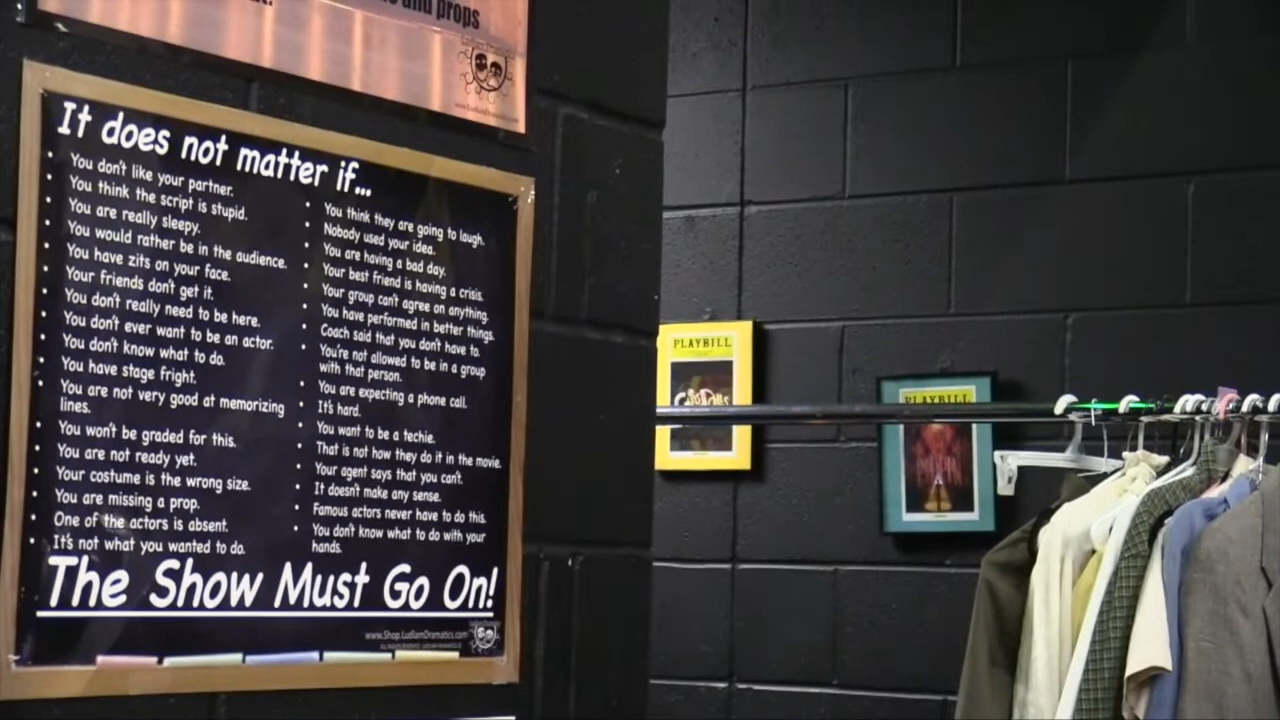 and props
It does not matter if...
You don't like your partner.
You think the script is stupid.
You are really sleepy.
You would rather be in the audience.
You have zits on your face.
Your friends don't get it.
You don't really need to be here.
You don't ever want to be an actor.
You don't know what to do.
You have stage fright.
You are not very good at memorizing
lines.
You won't be graded for this.
You are not ready yet.
Your costume is the wrong size.
You are missing a prop.
One of the actors is absent.
It's not what you wanted to do.
You think they are going to laugh.
Nobody used your idea.
You are having a bad day.
Your best friend is having a crisis.
Your group can't agree on anything.
You have performed in better things.
Coach said that you don't have to.
You're not allowed to be in a group
with that person.
You are expecting a phone call.
It's hard.
You want to be a techie.
That is not how they do it in the movie.
Your agent says that you can't.
It doesn't make any sense.
Famous actors never have to do this.
You don't know what to do with your
hands.
The Show Must Go On!
www.Shop.LudlamDramatics.com
PLAYBILL
PLAYBILL